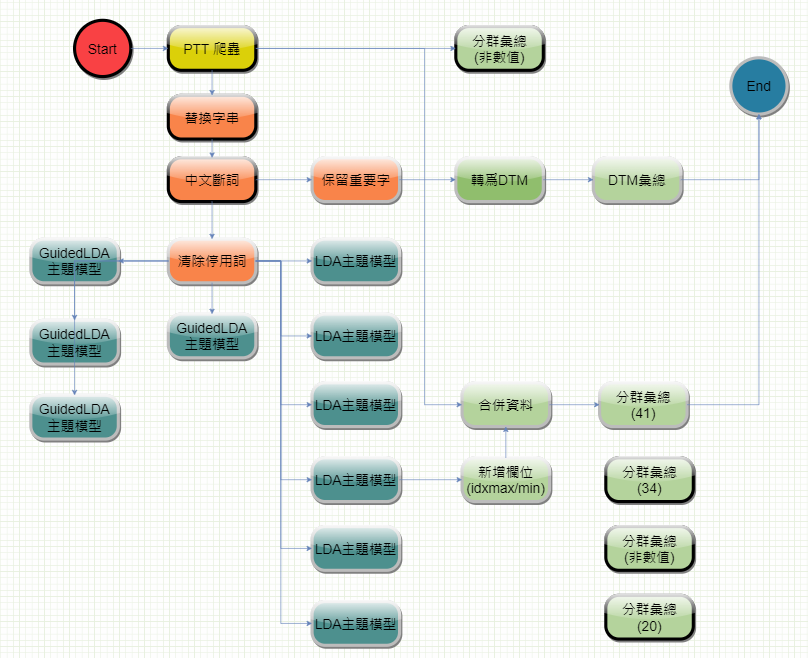 Start
PTT 爬蟲
分群彙總
(非數值)
End
替換字串
中文斷詞
保留重要字
轉為DTM
DTM彙總
GuidedLDA
主題模型
清除停用詞
LDA主題模型
GuidedLDA
主題模型
GuidedLDA
主題模型
LDA主題模型
GuidedLDA
主題模型
LDA主題模型
合併資料
分群彙總
(41)
LDA主題模型
新增欄位
(idxmax/min)
分群彙總
(34)
LDA主題模型
分群彙總
(非數值)
LDA主題模型
分群彙總
(20)